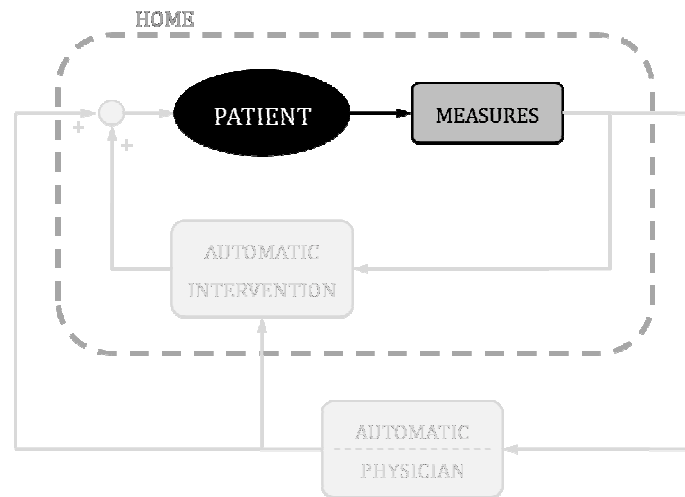 HOME
PATIENT
MEASURES
+
+
AUTOMATIC
INTERVENTION
AUTOMATIC
PHYSICIAN